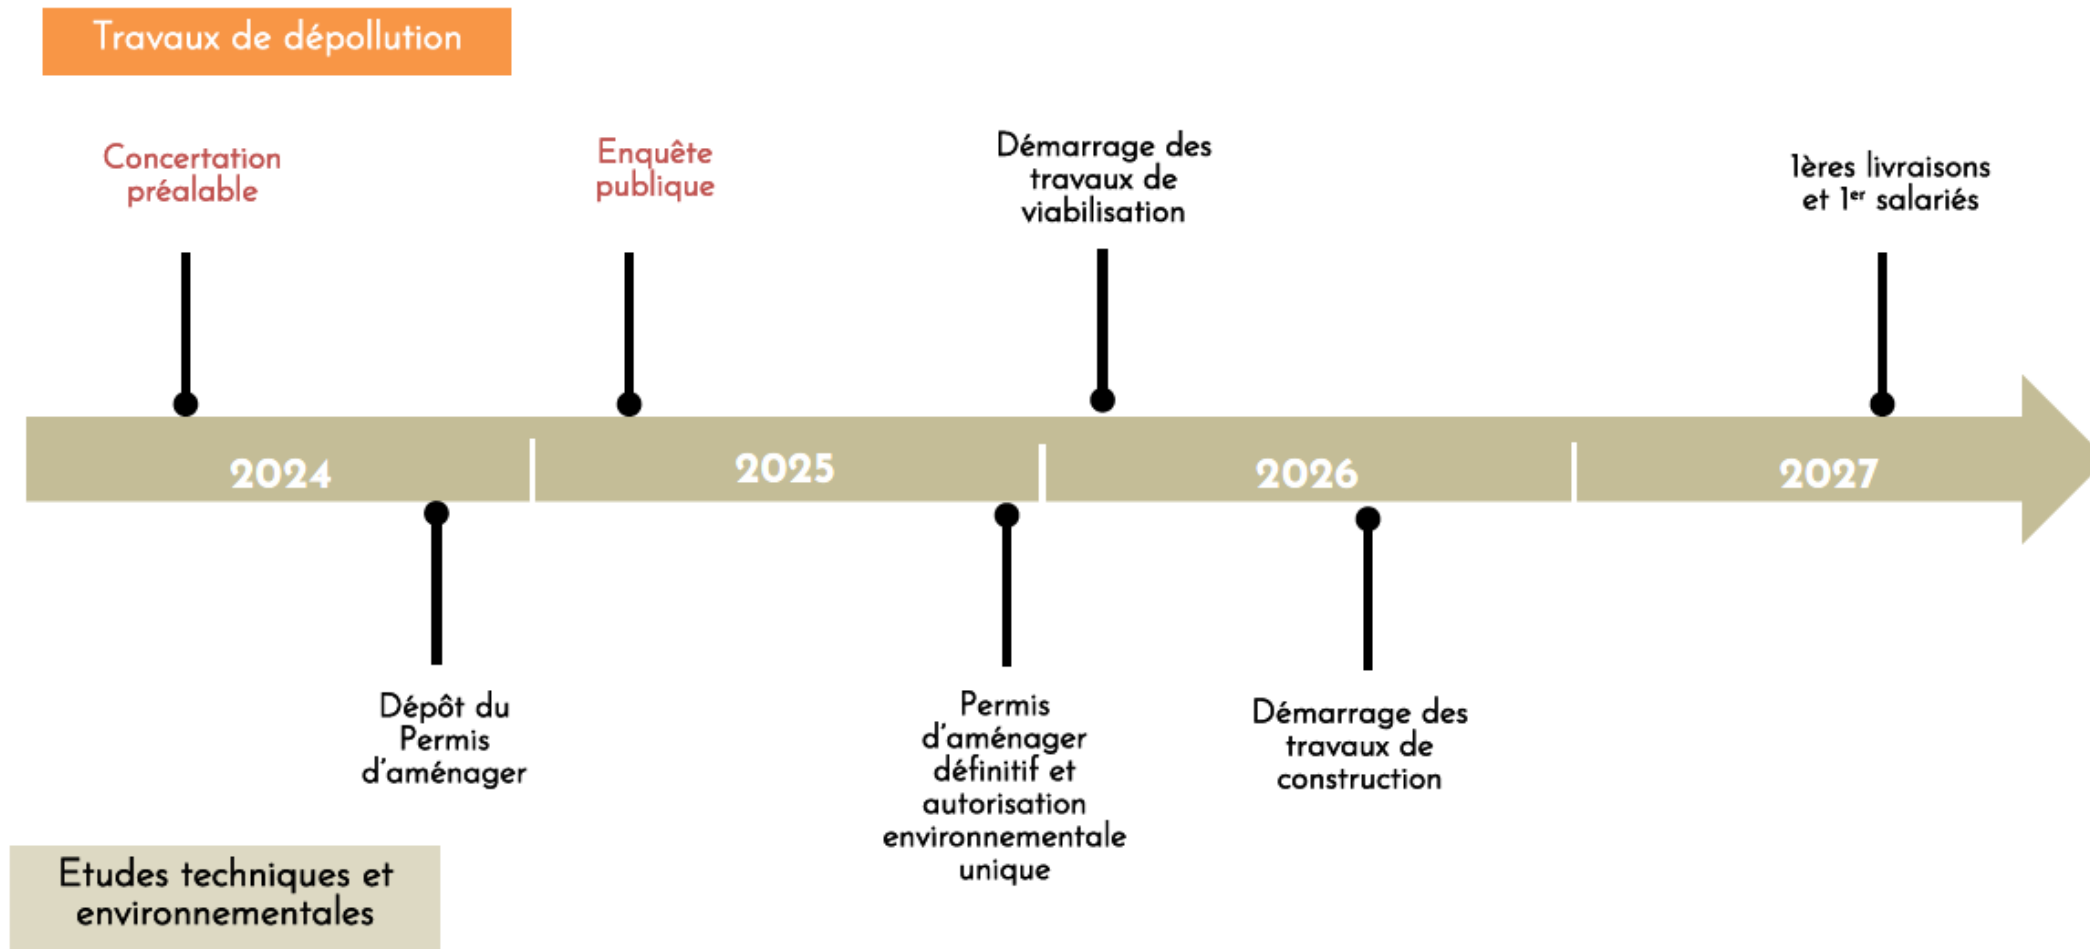 Travaux de dépollution
Concertation
préalable
Enquête
publique
Démarrage des
travaux de
viabilisation
1ères livraisons
et 1er salariés
2024
2025
2026
2027
Dépôt du
Permis
d'aménager
Permis
d'aménager
définitif et
autorisation
environnementale
unique
Démarrage des
travaux de
construction
Etudes techniques et
environnementales